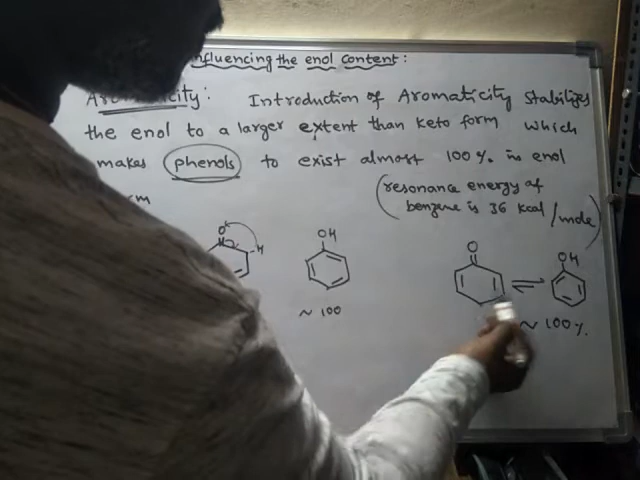 influencing the enol content:
Aromaticity: Introduction of Aromaticity stabilizes
the enol to a larger extent than keto form which
makes phenols to exist almost 100%. in enol
(resonance energy of
benzene is 36 kcal/mole)
O
H
OH
~ 100
O
OH
~ 100%.